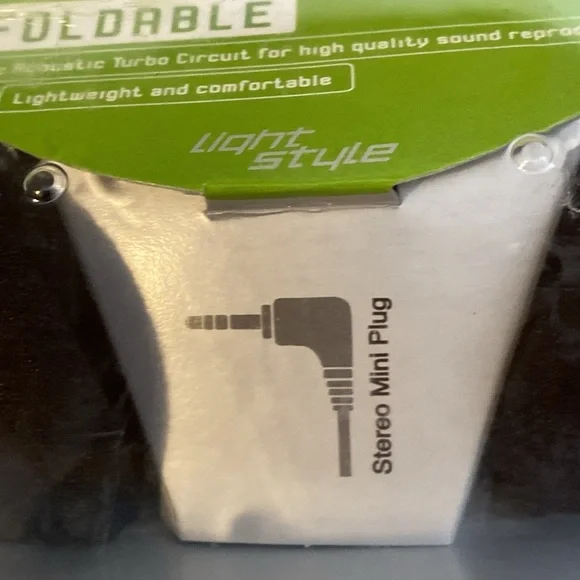 FOLDABLE
Acoustic Turbo Circuit for high quality sound
Lightweight and comfortable
light
style
Stereo Mini Plug